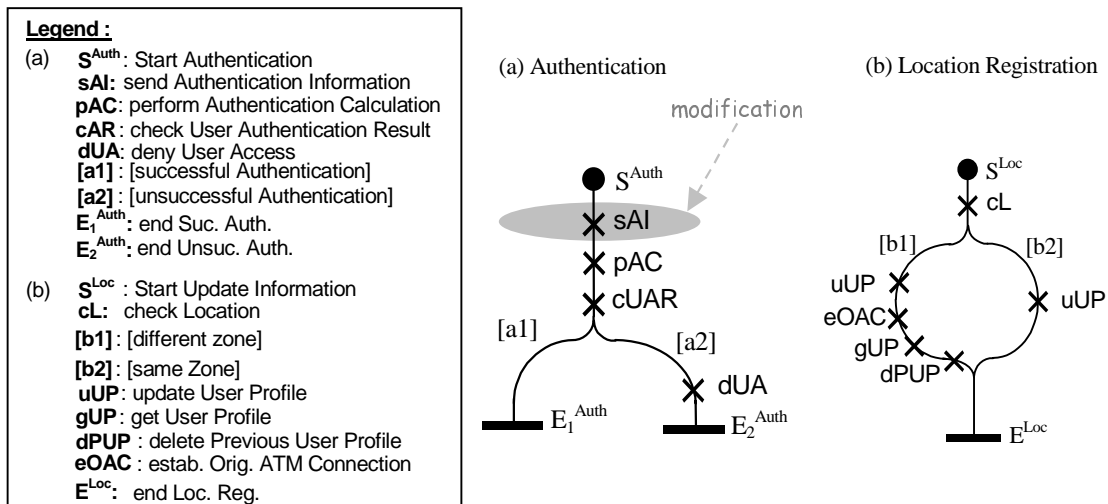 Legend :
(a) S^Auth : Start Authentication
sAI: send Authentication Information
pAC: perform Authentication Calculation
cAR : check User Authentication Result
dUA: deny User Access
[a1] : [successful Authentication]
[a2] : [unsuccessful Authentication]
E₁^Auth: end Suc. Auth.
E₂^Auth: end Unsuc. Auth.
(b) S^Loc : Start Update Information
cL: check Location
[b1] : [different zone]
[b2] : [same Zone]
uUP : update User Profile
gUP : get User Profile
dPUP : delete Previous User Profile
eOAC : estab. Orig. ATM Connection
E^Loc: end Loc. Reg.
(a) Authentication
modification
S^Auth
sAI
pAC
cUAR
[a1]
[a2]
dUA
E₁^Auth
E₂^Auth
(b) Location Registration
S^Loc
cL
[b1]
[b2]
uUP
uUP
eOAC
gUP
dPUP
E^Loc